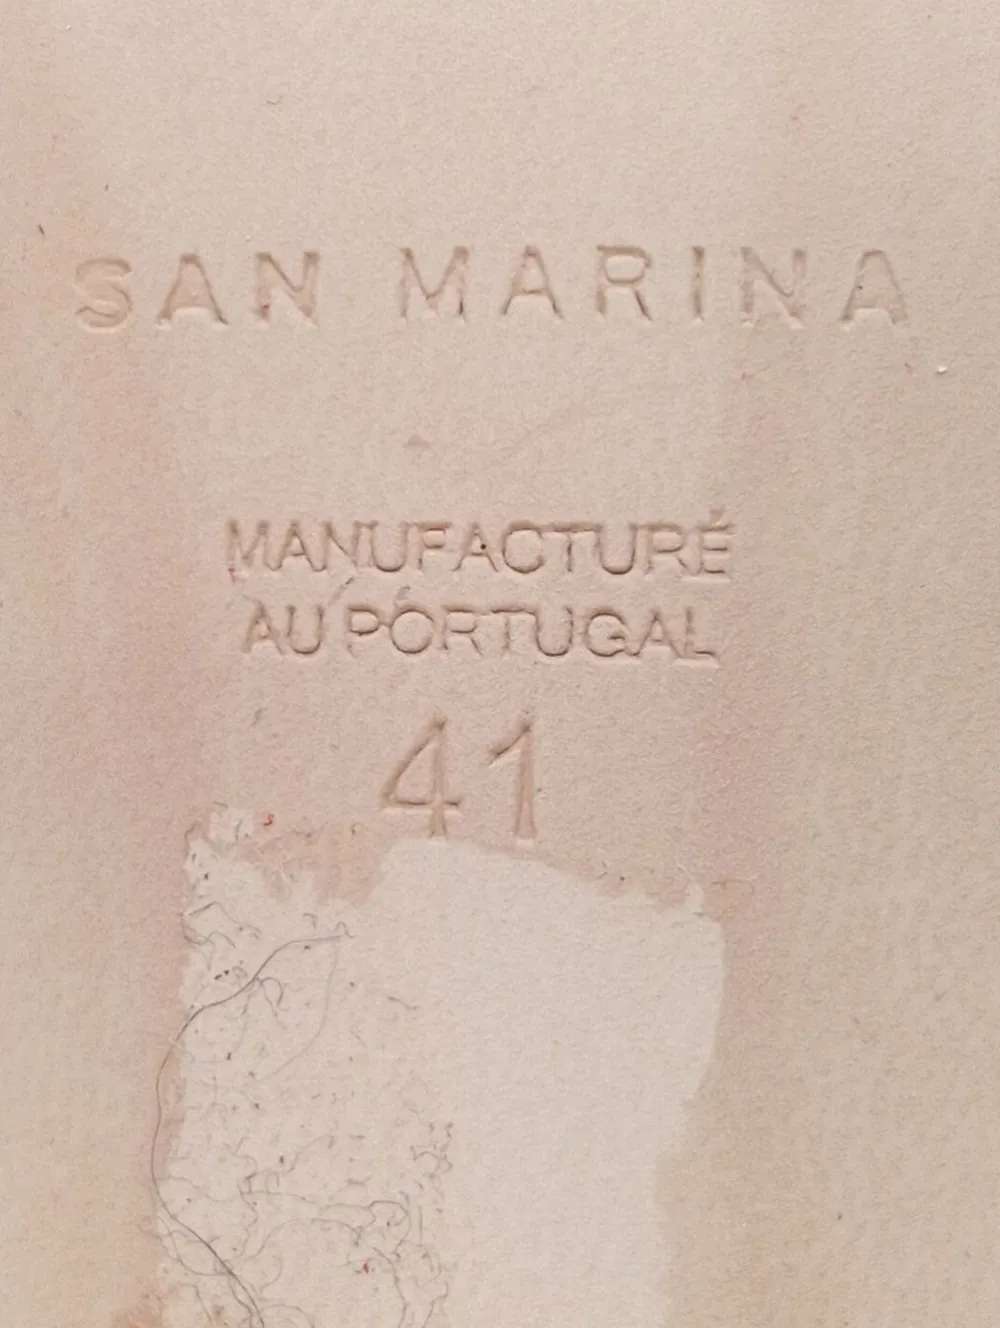 SAN MARINA
MANUFACTURÉ
AU PORTUGAL
41